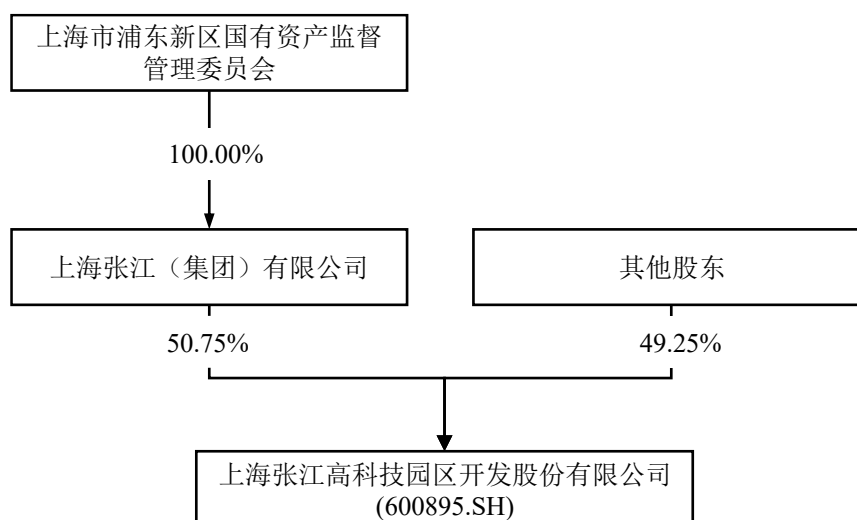 上海市浦东新区国有资产监督
管理委员会
100.00%
上海张江（集团）有限公司
其他股东
50.75%
49.25%
上海张江高科技园区开发股份有限公司
(600895.SH)